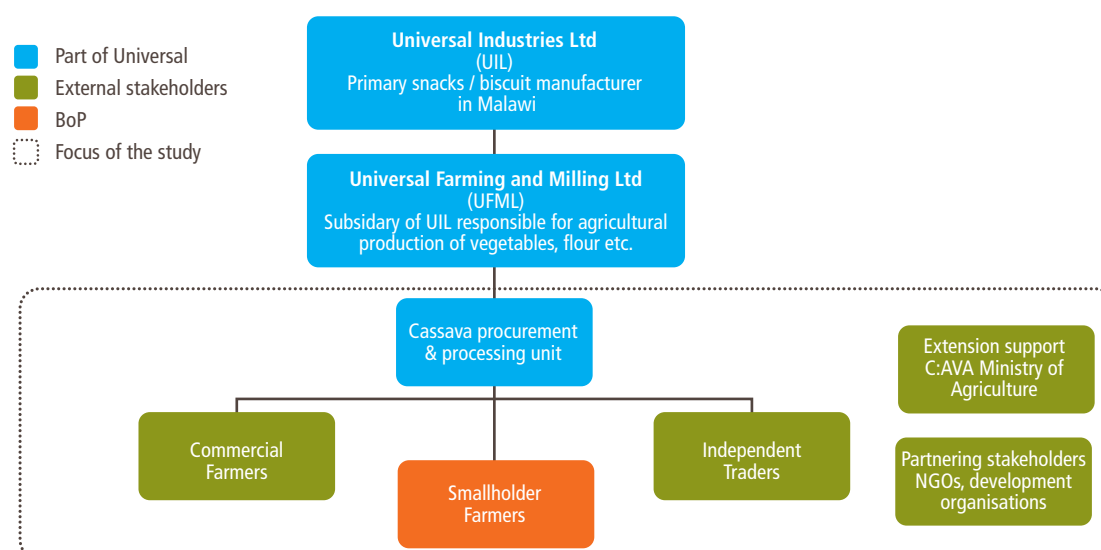 Part of Universal
External stakeholders
BoP
Focus of the study
Universal Industries Ltd
(UIL)
Primary snacks / biscuit manufacturer
in Malawi
Universal Farming and Milling Ltd
(UFML)
Subsidary of UIL responsible for agricultural
production of vegetables, flour etc.
Cassava procurement
& processing unit
Extension support
C:AVA Ministry of
Agriculture
Commercial
Farmers
Smallholder
Farmers
Independent
Traders
Partnering stakeholders
NGOs, development
organisations